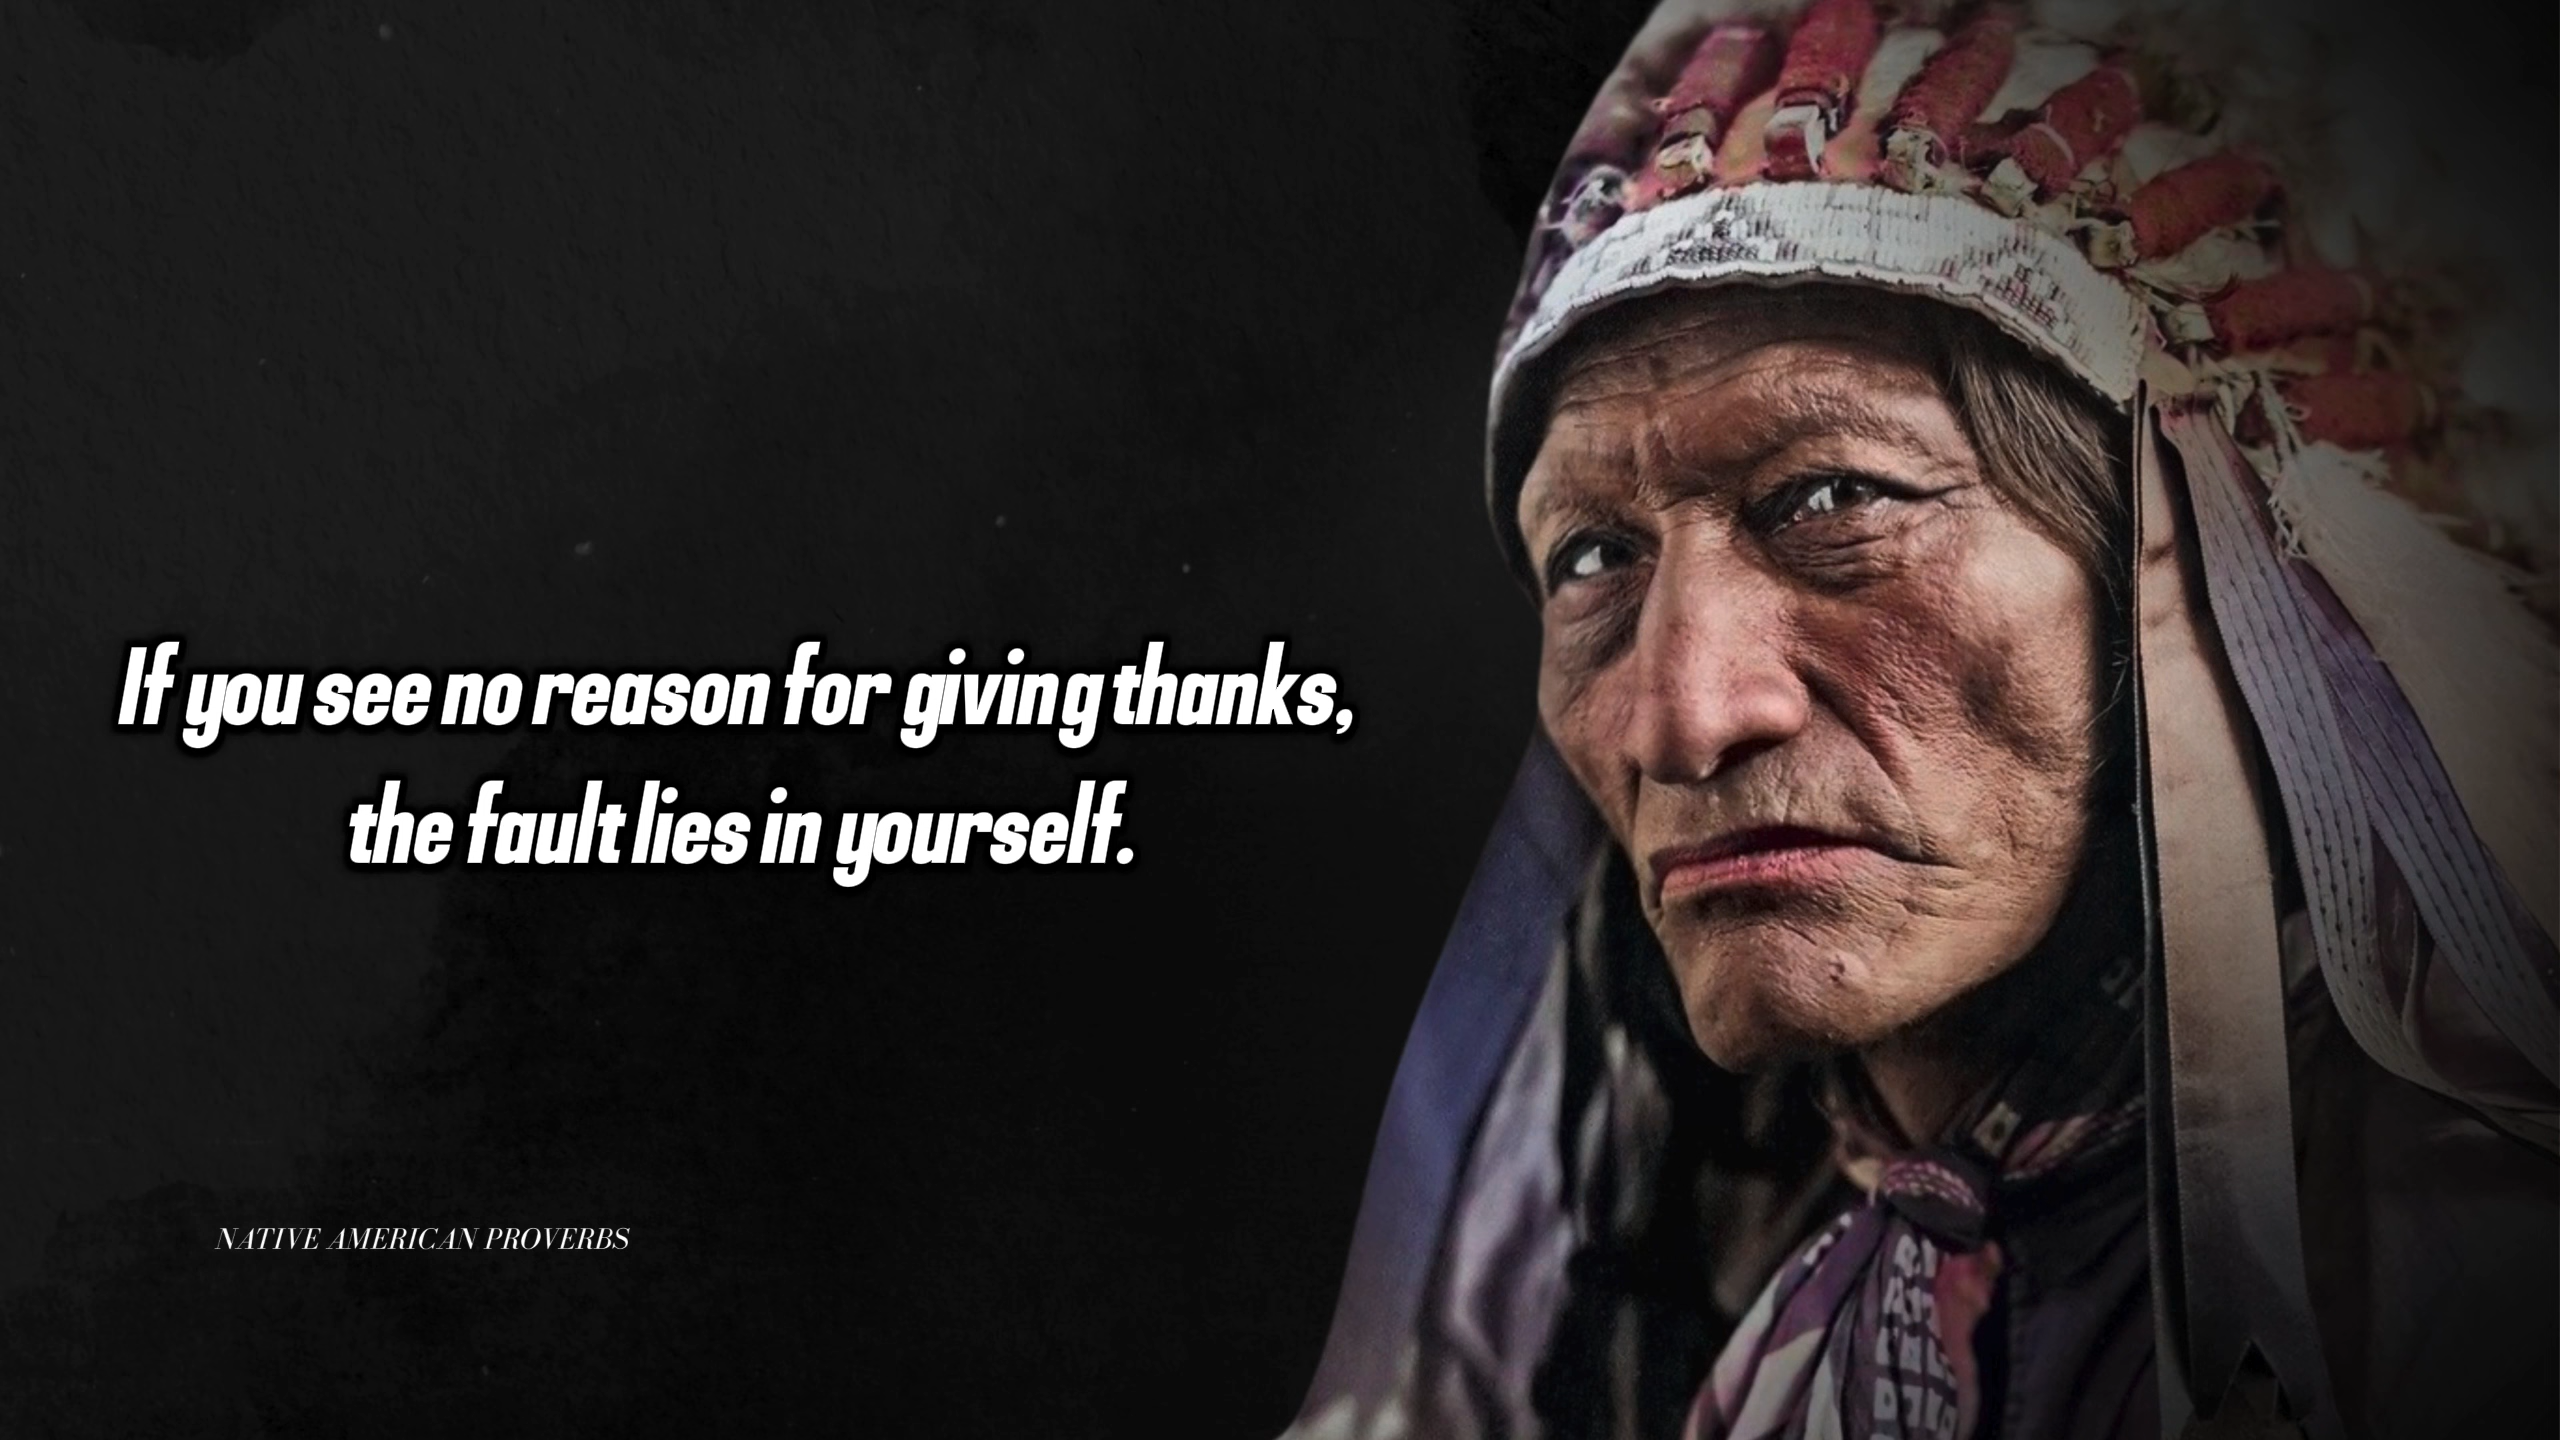 If you see no reason for giving thanks,
the fault lies in yourself.
NATIVE AMERICAN PROVERBS